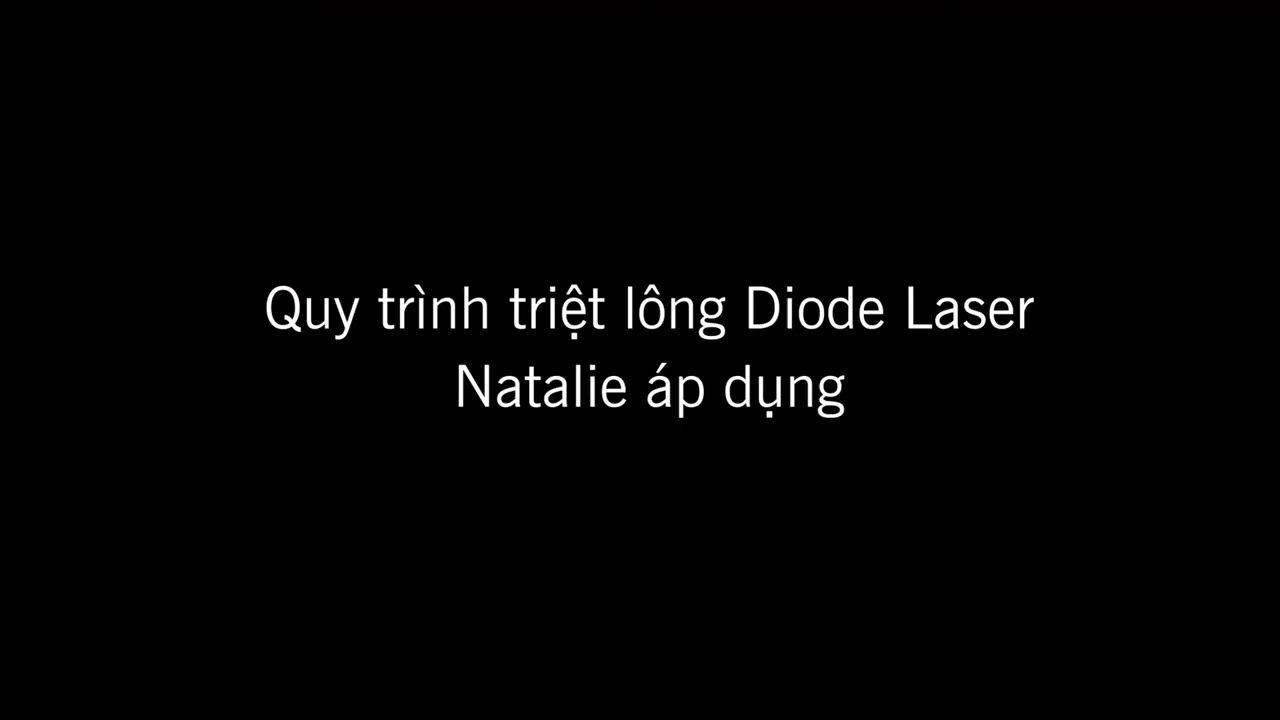 Quy trình triệt lông Diode Laser
Natalie áp dụng